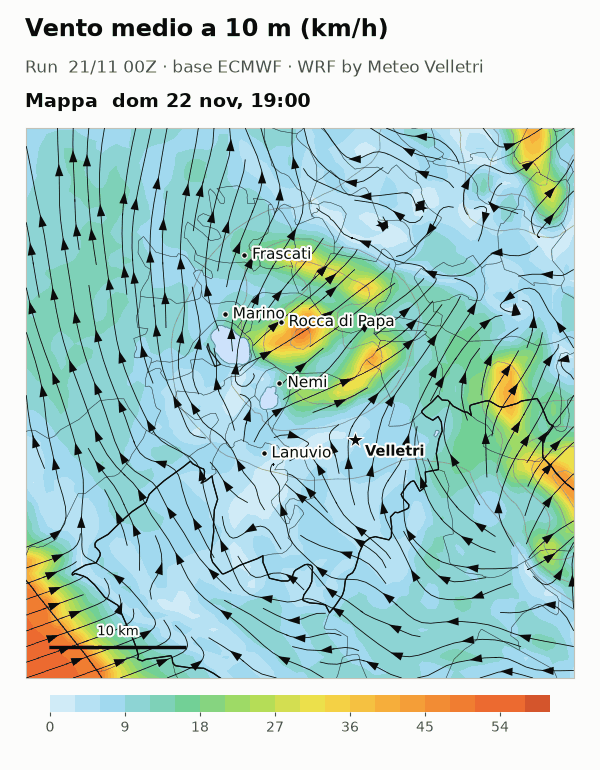 Vento medio a 10 m (km/h)
Run  21/11 00Z · base ECMWF · WRF by Meteo Velletri
Mappa  dom 22 nov, 19:00
Frascati
Marino
Rocca di Papa
Nemi
Velletri
Lanuvio
10 km
0 9 18 27 36 45 54